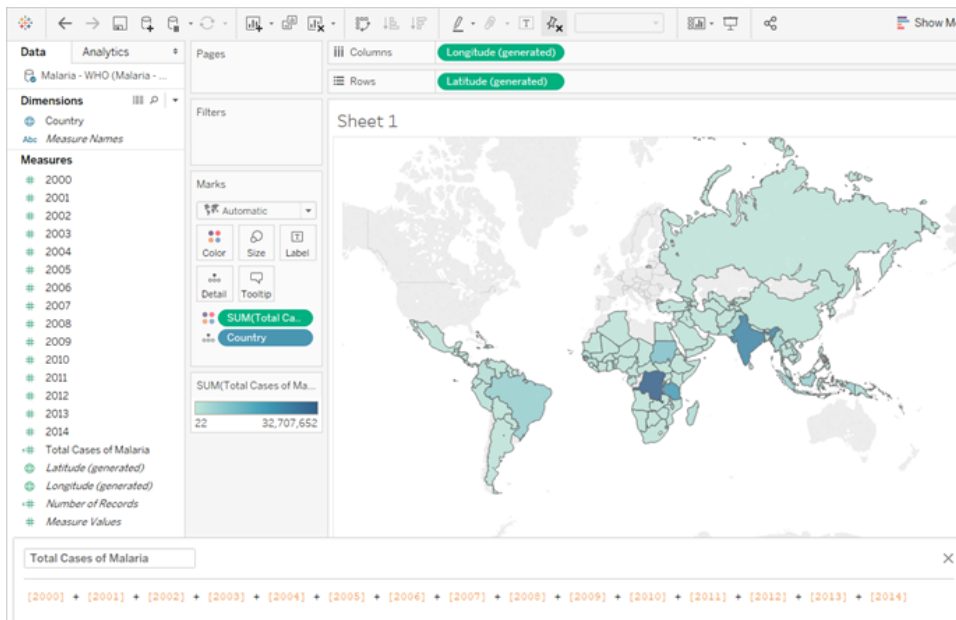 Show M
Data Analytics
Malaria - WHO (Malaria - ...
Dimensions
Country
Abc Measure Names
Measures
# 2000
# 2001
# 2002
# 2003
# 2004
# 2005
# 2006
# 2007
# 2008
# 2009
# 2010
# 2011
# 2012
# 2013
# 2014
=# Total Cases of Malaria
Latitude (generated)
Longitude (generated)
=# Number of Records
# Measure Values
Pages
Filters
Marks
Automatic
Color Size Label
Detail Tooltip
SUM(Total Ca..
Country
SUM(Total Cases of Ma...
22 32,707,652
Columns Longitude (generated)
Rows Latitude (generated)
Sheet 1
Total Cases of Malaria
[2000] + [2001] + [2002] + [2003] + [2004] + [2005] + [2006] + [2007] + [2008] + [2009] + [2010] + [2011] + [2012] + [2013] + [2014]